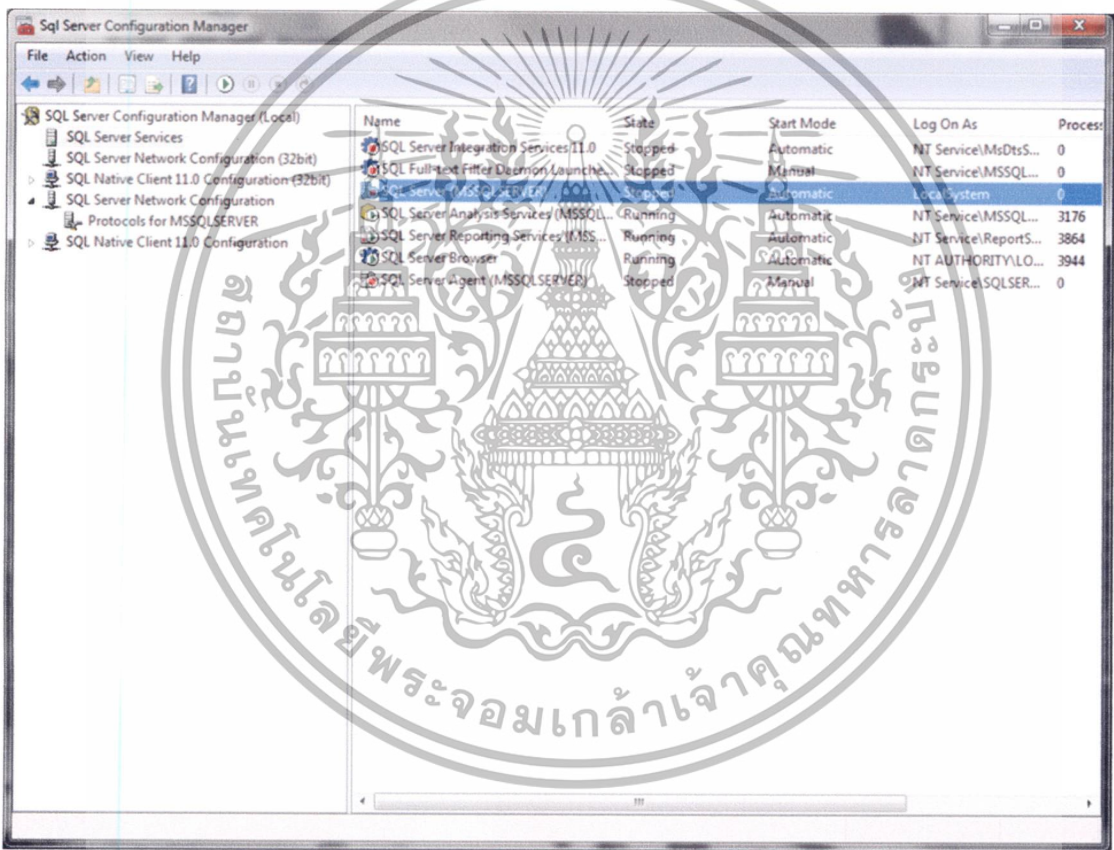 Sql Server Configuration Manager
File Action View Help
SQL Server Configuration Manager (Local)
SQL Server Services
SQL Server Network Configuration (32bit)
SQL Native Client 11.0 Configuration (32bit)
SQL Server Network Configuration
Protocols for MSSQLSERVER
SQL Native Client 11.0 Configuration
Name State Start Mode Log On As Process
SQL Server Integration Services 11.0 Stopped Automatic NT Service\MsDtsS... 0
SQL Full-text Filter Daemon Launche... Stopped Manual NT Service\MSSQL... 0
SQL Server (MSSQLSERVER) Stopped Automatic LocalSystem 0
SQL Server Analysis Services (MSSQL... Running Automatic NT Service\MSSQL... 3176
SQL Server Reporting Services (MSS... Running Automatic NT Service\ReportS... 3864
SQL Server Browser Running Automatic NT AUTHORITY\LO... 3944
SQL Server Agent (MSSQLSERVER) Stopped Manual NT Service\SQLSER... 0
สถาบันเทคโนโลยีพระจอมเกล้าเจ้าคุณทหารลาดกระบัง